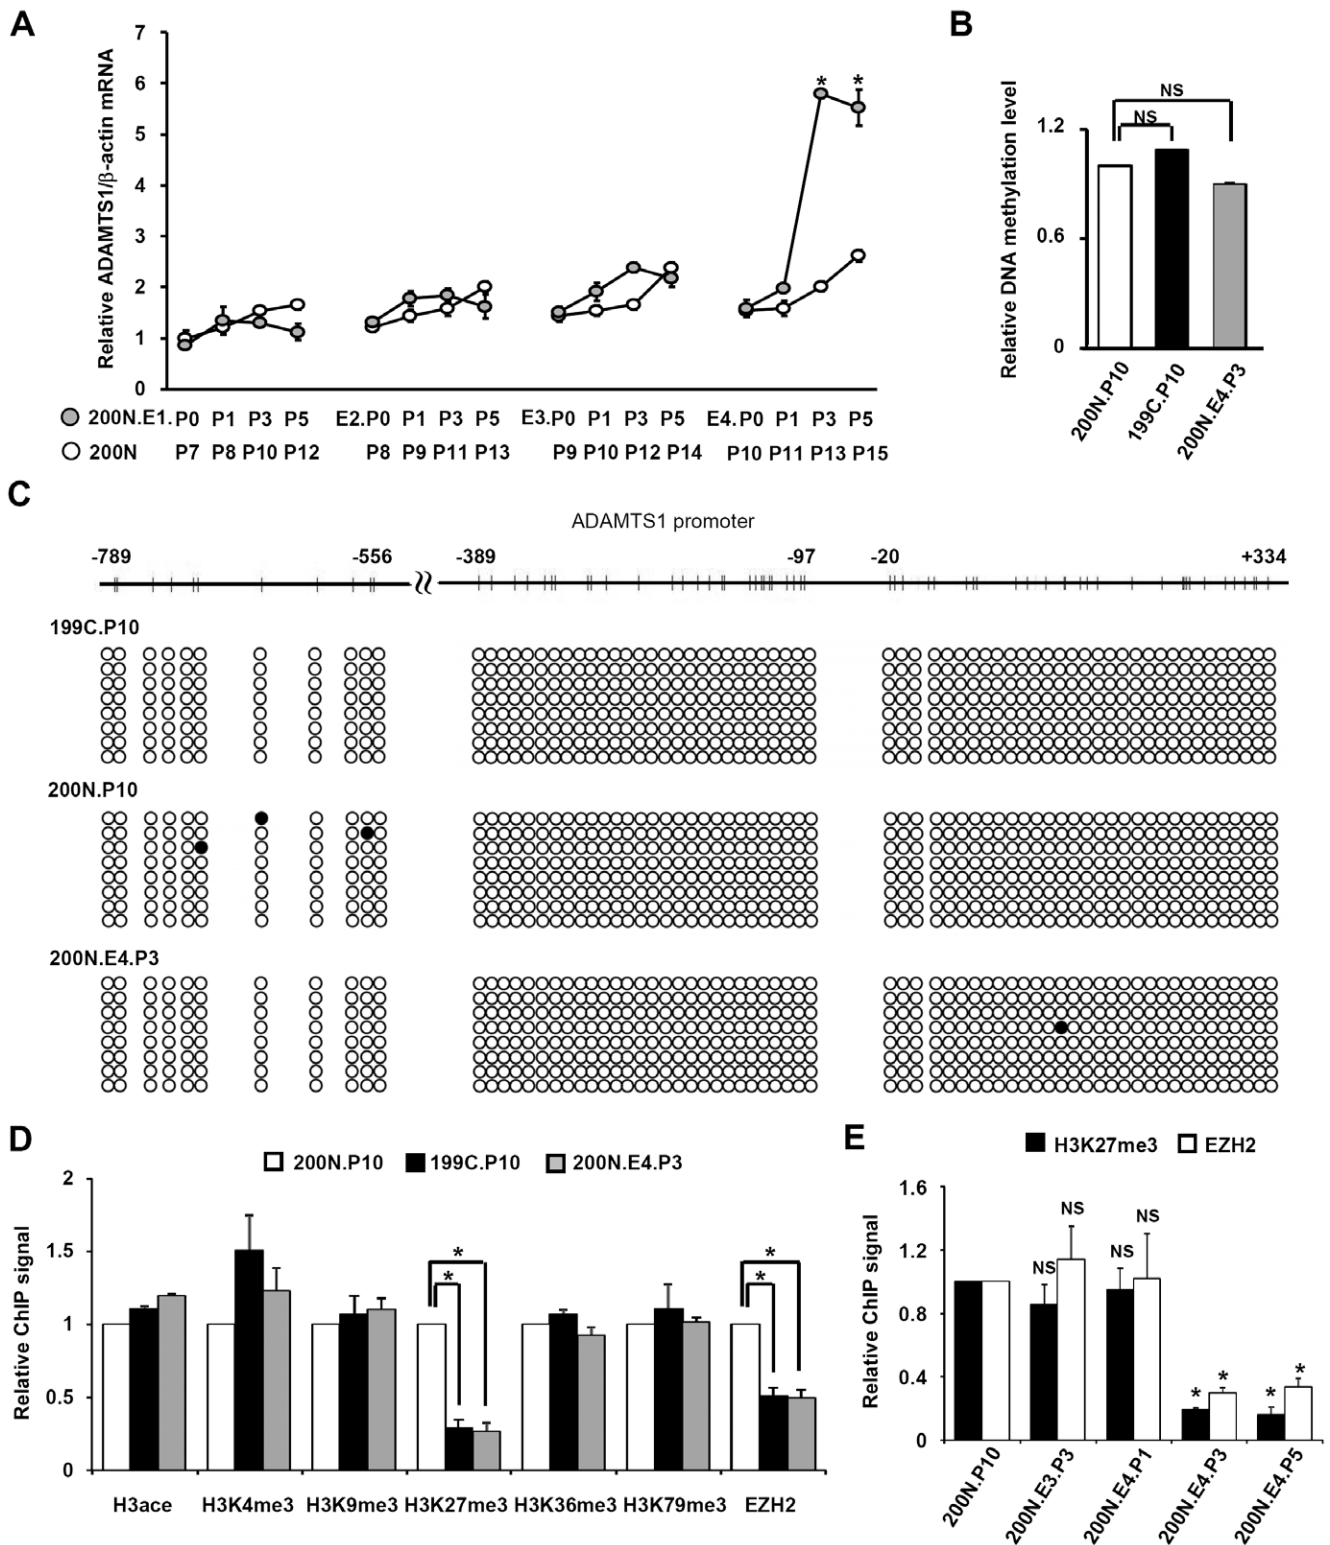 A
Relative ADAMTS1/β-actin mRNA
7
6
5
4
3
2
1
0
* *
200N.E1.P0 P1 P3 P5 E2.P0 P1 P3 P5 E3.P0 P1 P3 P5 E4.P0 P1 P3 P5
200N P7 P8 P10 P12 P8 P9 P11 P13 P9 P10 P12 P14 P10 P11 P13 P15
B
Relative DNA methylation level
1.2
0.6
0
NS
NS
200N.P10
199C.P10
200N.E4.P3
C
ADAMTS1 promoter
-789 -556 -389 -97 -20 +334
199C.P10
200N.P10
200N.E4.P3
D
200N.P10 199C.P10 200N.E4.P3
Relative ChIP signal
2
1.5
1
0.5
0
*
*
*
*
H3ace H3K4me3 H3K9me3 H3K27me3 H3K36me3 H3K79me3 EZH2
E
H3K27me3 EZH2
Relative ChIP signal
1.6
1.2
0.8
0.4
0
NS NS NS NS
* * * *
200N.P10
200N.E3.P3
200N.E4.P1
200N.E4.P3
200N.E4.P5